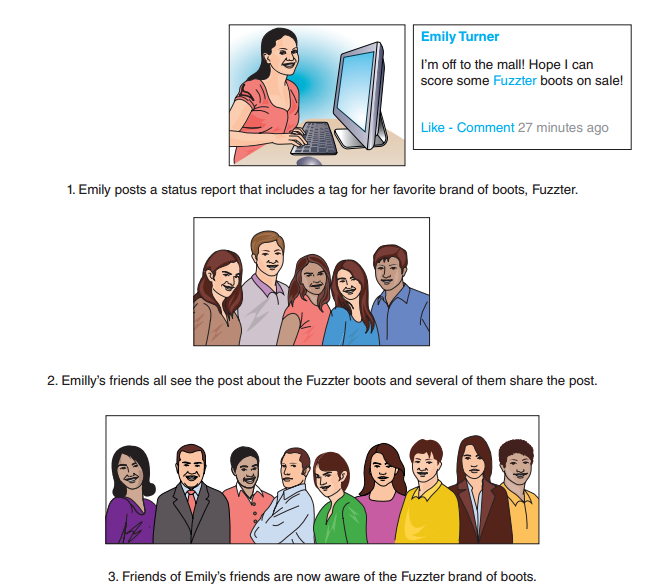 Emily Turner
I'm off to the mall! Hope I can
score some Fuzzter boots on sale!
Like - Comment 27 minutes ago
1. Emily posts a status report that includes a tag for her favorite brand of boots, Fuzzter.
2. Emilly's friends all see the post about the Fuzzter boots and several of them share the post.
3. Friends of Emily's friends are now aware of the Fuzzter brand of boots.